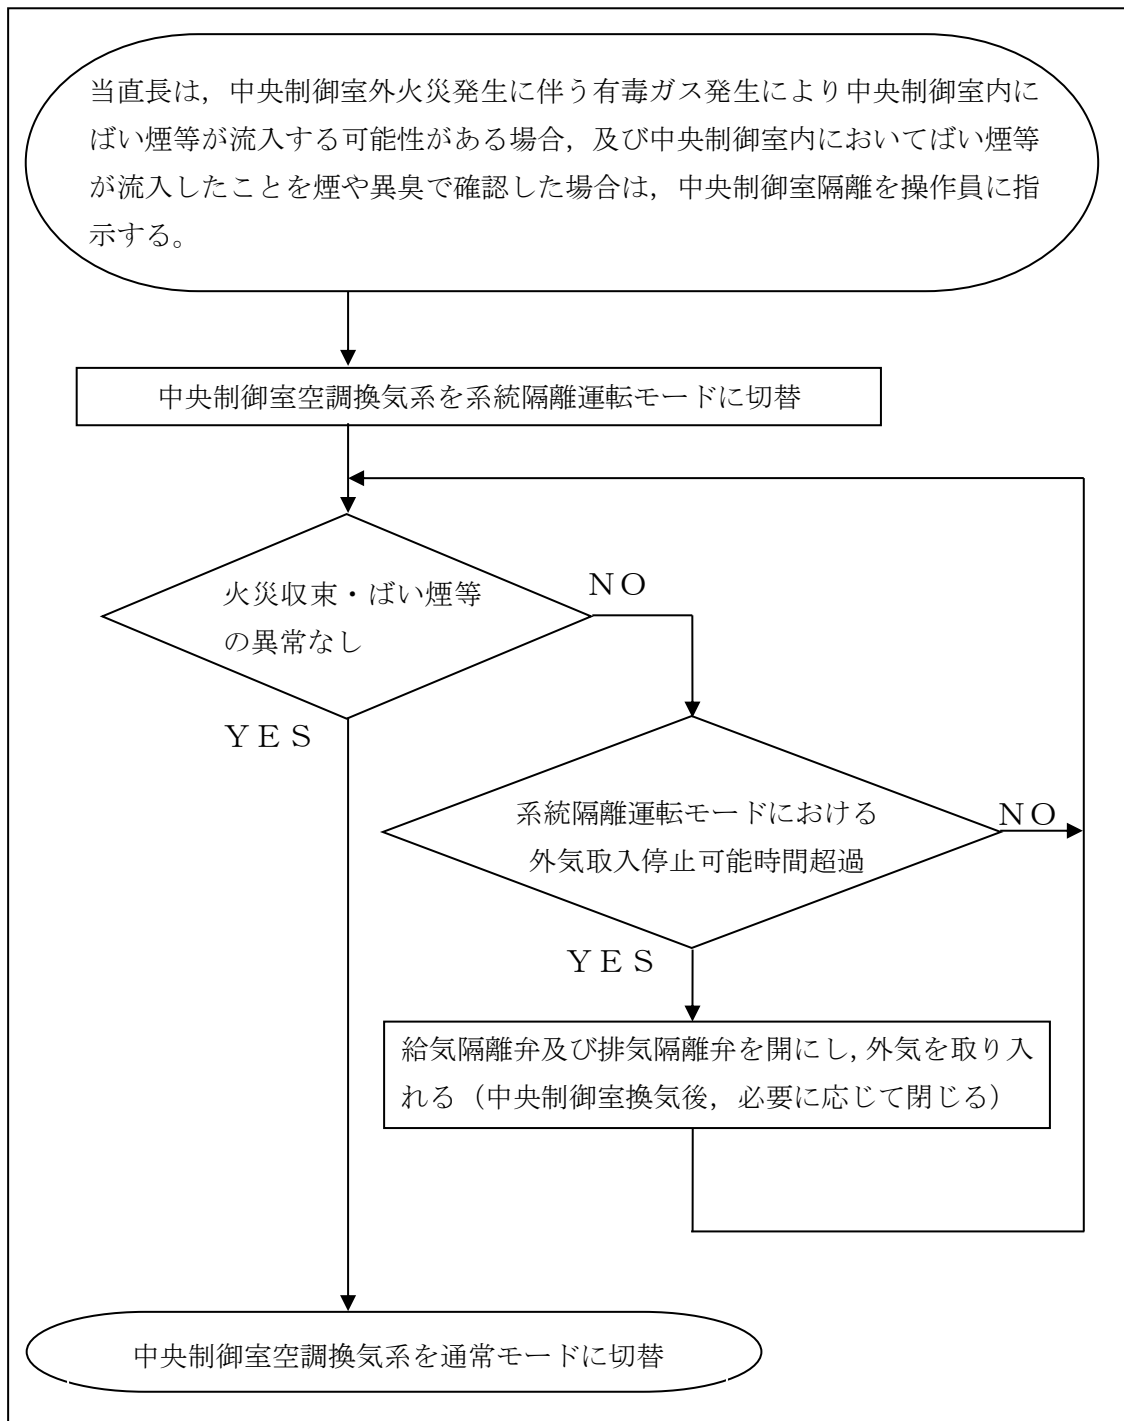 当直長は，中央制御室外火災発生に伴う有毒ガス発生により中央制御室内に
ばい煙等が流入する可能性がある場合，及び中央制御室内においてばい煙等
が流入したことを煙や異臭で確認した場合は，中央制御室隔離を操作員に指
示する。
中央制御室空調換気系を系統隔離運転モードに切替
火災収束・ばい煙等
の異常なし
ＮＯ
ＹＥＳ
系統隔離運転モードにおける
外気取入停止可能時間超過
ＮＯ
ＹＥＳ
給気隔離弁及び排気隔離弁を開にし，外気を取り入
れる（中央制御室換気後，必要に応じて閉じる）
中央制御室空調換気系を通常モードに切替